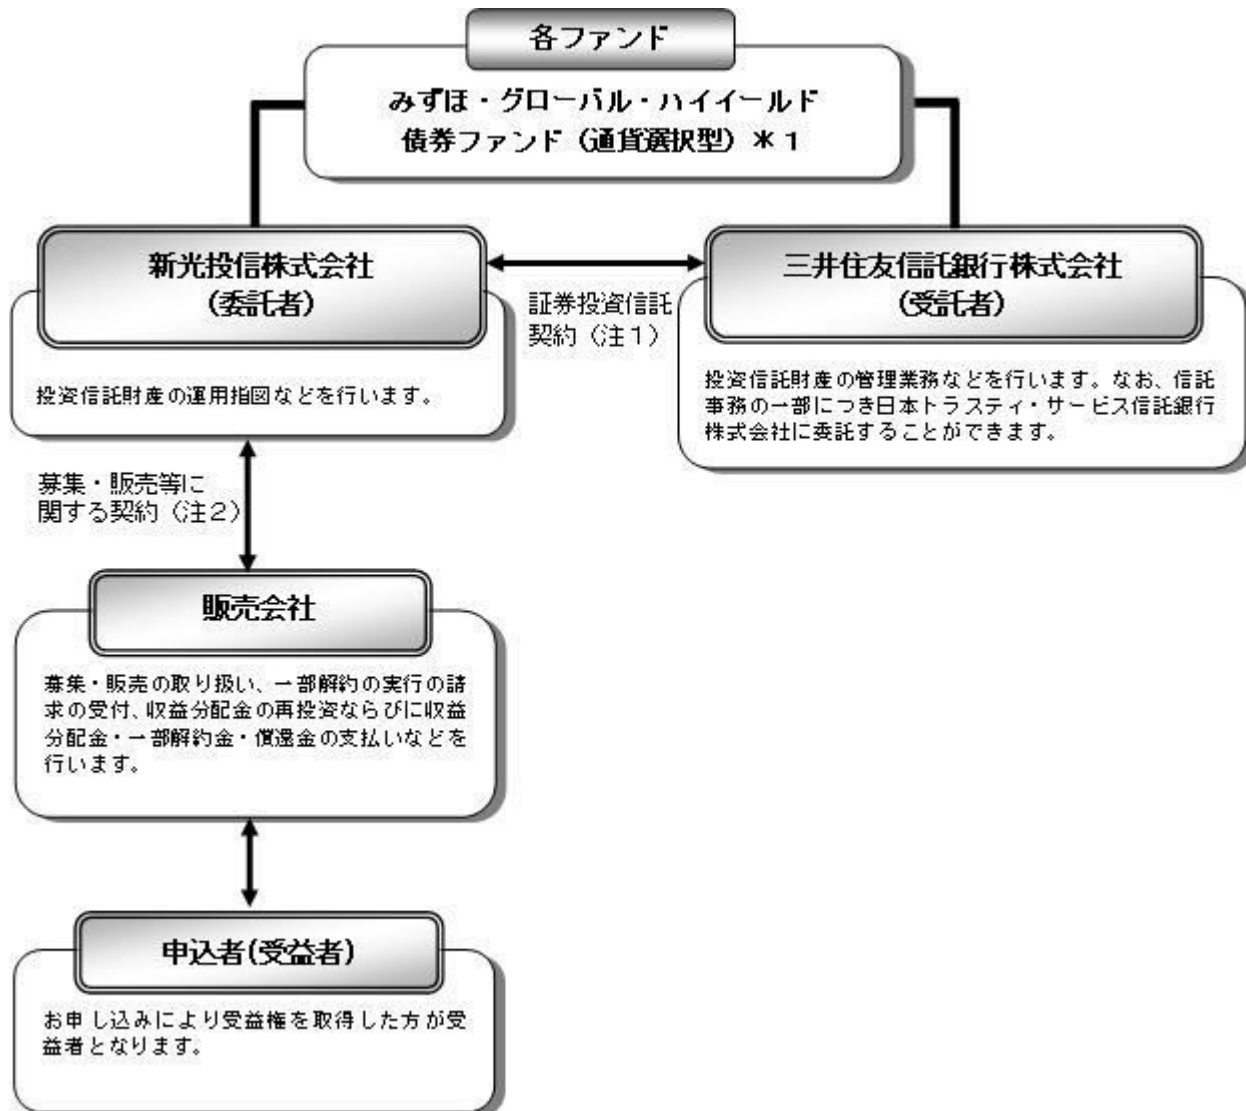 各ファンド
みずほ・グローバル・ハイイールド
債券ファンド（通貨選択型）＊１
新光投信株式会社
（委託者）
投資信託財産の運用指図などを行います。
証券投資信託
契約（注１）
三井住友信託銀行株式会社
（受託者）
投資信託財産の管理業務などを行います。なお、信託
事務の一部につき日本トラスティ・サービス信託銀行
株式会社に委託することができます。
募集・販売等に
関する契約（注２）
販売会社
募集・販売の取り扱い、一部解約の実行の請
求の受付、収益分配金の再投資ならびに収益
分配金・一部解約金・償還金の支払いなどを
行います。
申込者（受益者）
お申し込みにより受益権を取得した方が受
益者となります。